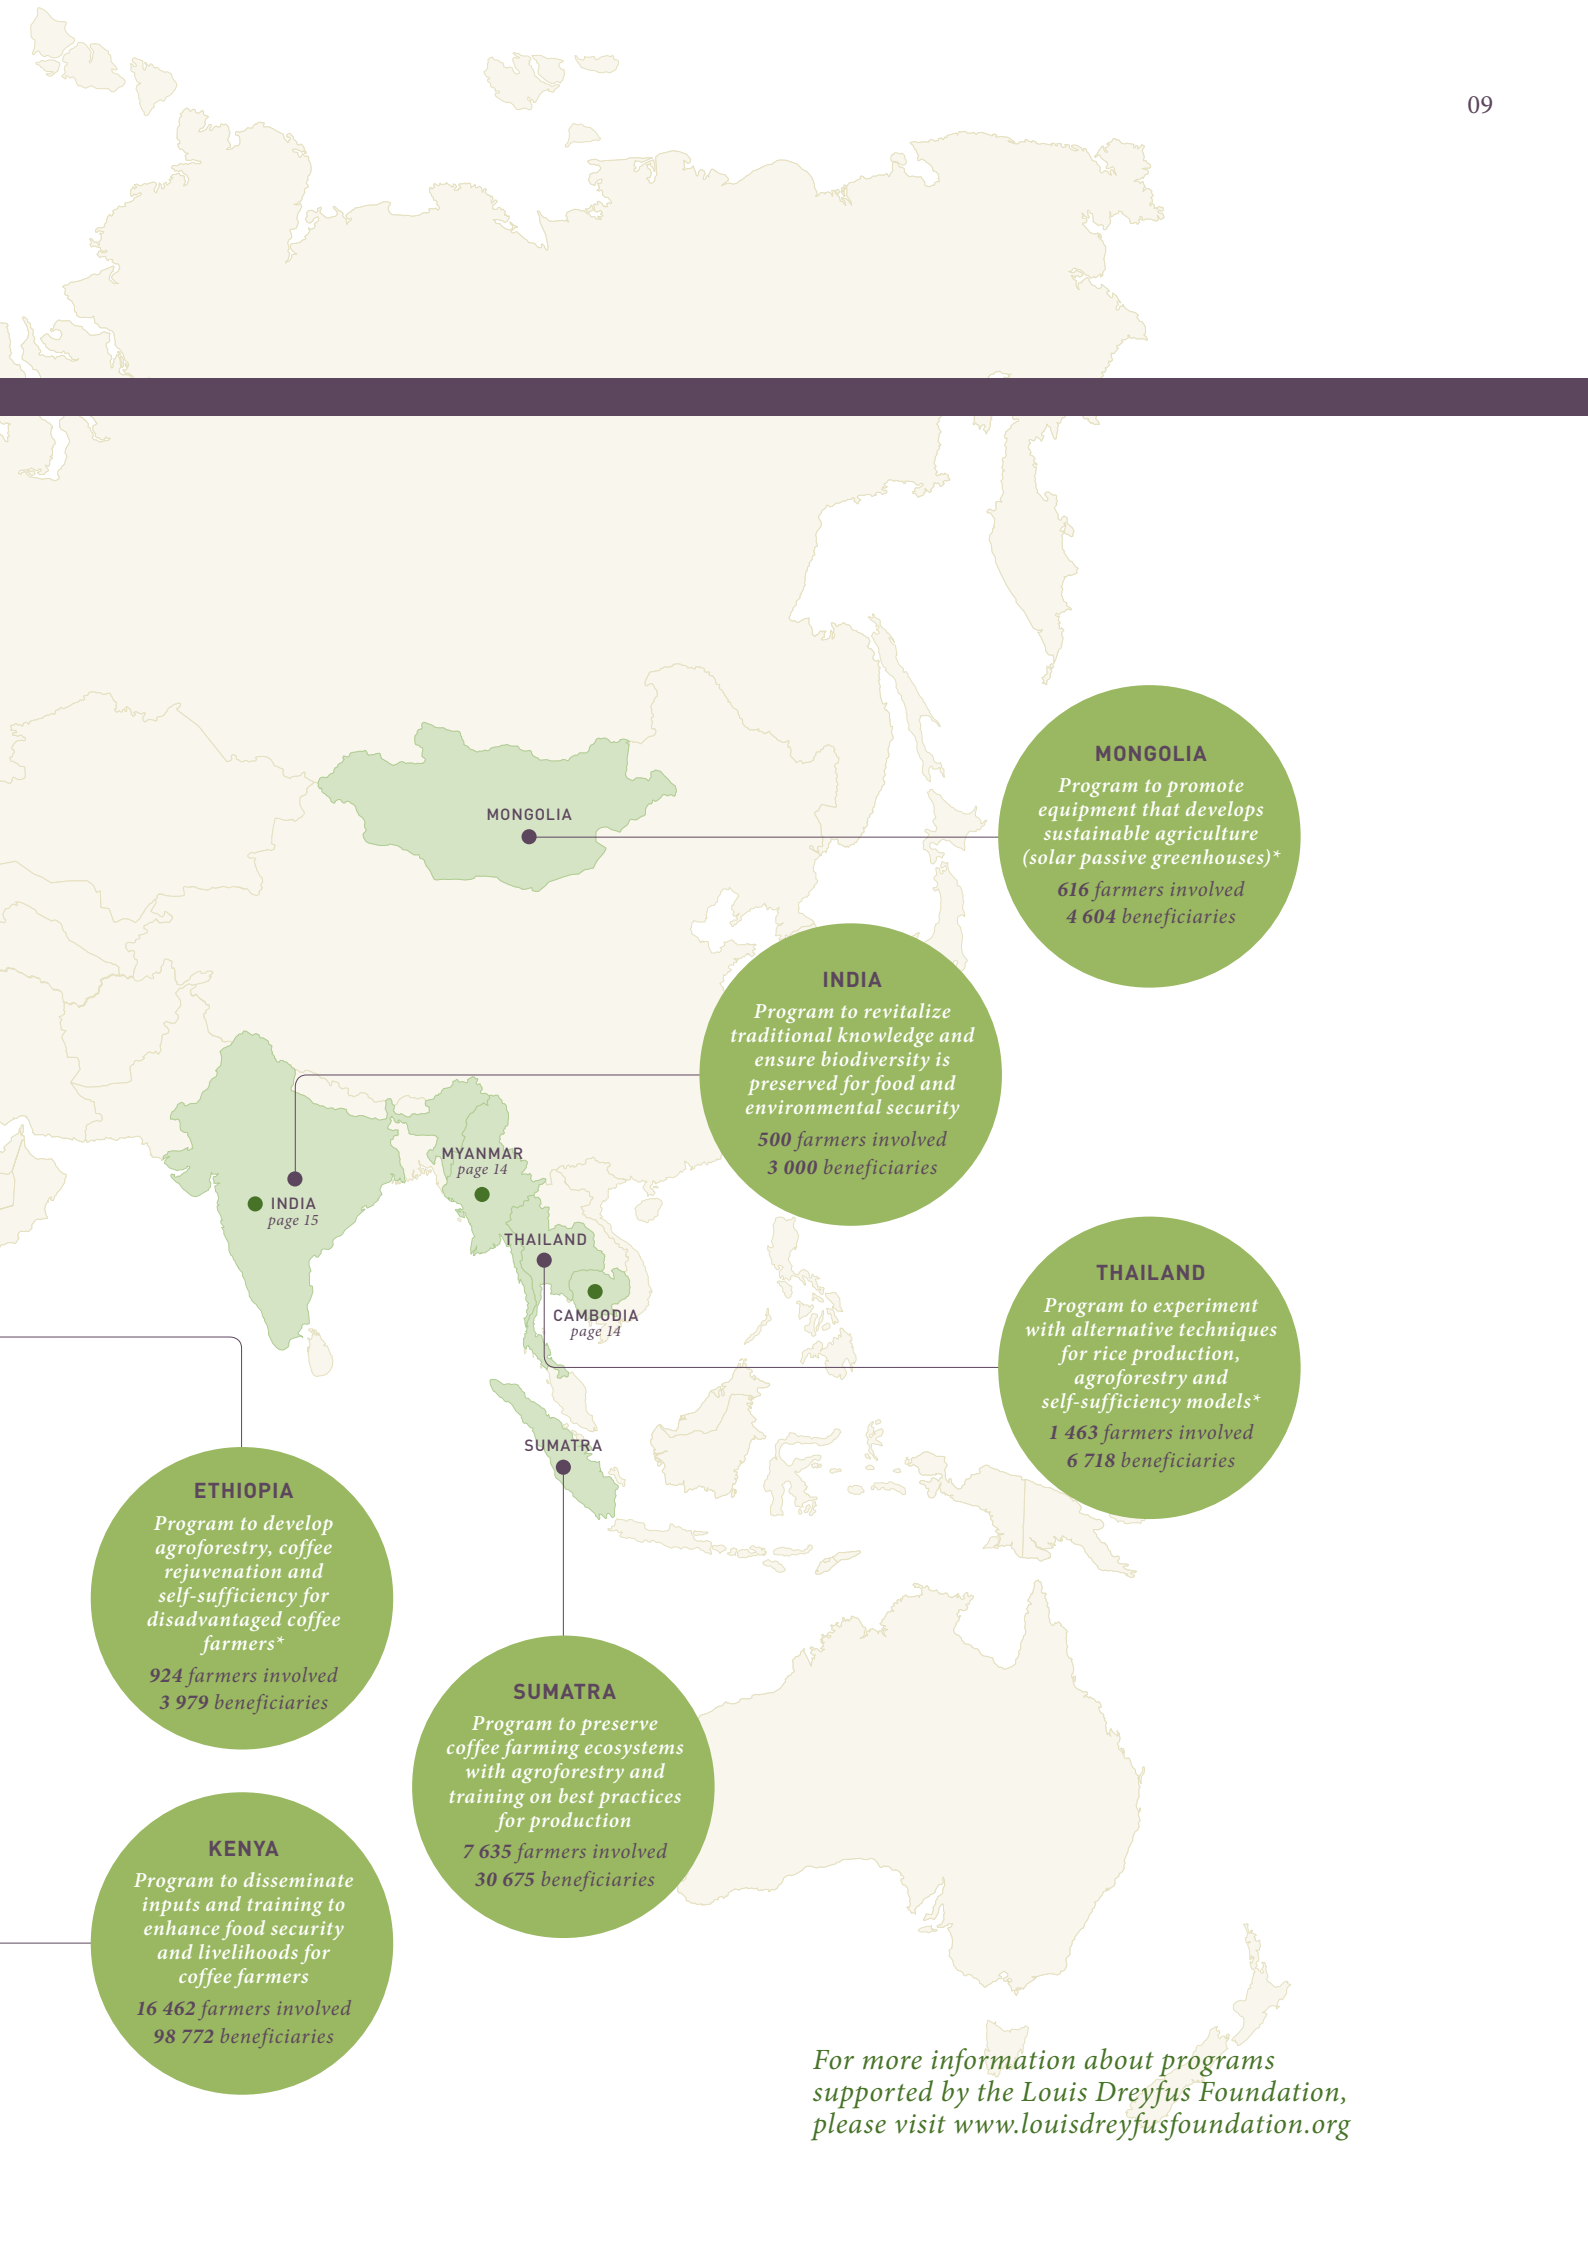 09
MONGOLIA
MONGOLIA
Program to promote
equipment that develops
sustainable agriculture
(solar passive greenhouses)*
616 farmers involved
4 604 beneficiaries
INDIA
Program to revitalize
traditional knowledge and
ensure biodiversity is
preserved for food and
environmental security
500 farmers involved
3 000 beneficiaries
MYANMAR
page 14
INDIA
page 15
THAILAND
CAMBODIA
page 14
THAILAND
Program to experiment
with alternative techniques
for rice production,
agroforestry and
self-sufficiency models*
1 463 farmers involved
6 718 beneficiaries
SUMATRA
ETHIOPIA
Program to develop
agroforestry, coffee
rejuvenation and
self-sufficiency for
disadvantaged coffee
farmers*
924 farmers involved
3 979 beneficiaries
SUMATRA
Program to preserve
coffee farming ecosystems
with agroforestry and
training on best practices
for production
7 635 farmers involved
30 675 beneficiaries
KENYA
Program to disseminate
inputs and training to
enhance food security
and livelihoods for
coffee farmers
16 462 farmers involved
98 772 beneficiaries
For more information about programs
supported by the Louis Dreyfus Foundation,
please visit www.louisdreyfusfoundation.org